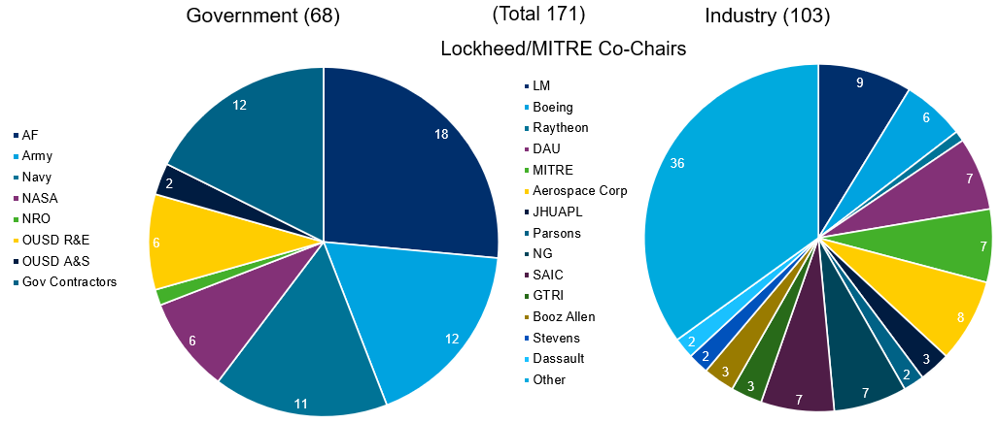 Government (68)
(Total 171)
Industry (103)
Lockheed/MITRE Co-Chairs
AF
Army
Navy
NASA
NRO
OUSD R&E
OUSD A&S
Gov Contractors
18
12
11
6
6
2
12
LM
Boeing
Raytheon
DAU
MITRE
Aerospace Corp
JHUAPL
Parsons
NG
SAIC
GTRI
Booz Allen
Stevens
Dassault
Other
9
6
7
7
8
3
2
7
7
3
3
2
2
36